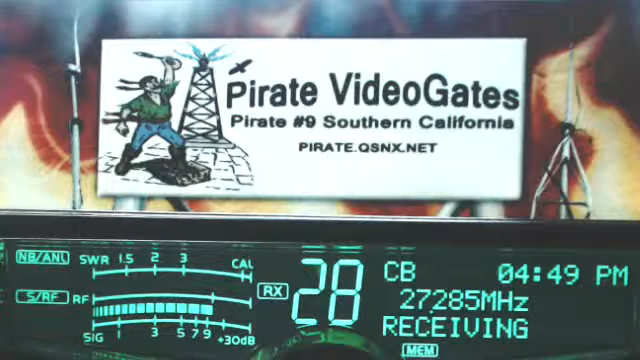 Pirate VideoGates
Pirate #9 Southern California
PIRATE.QSNX.NET
NB/ANL SWR 1.5 2 3 CAL
S/RF RF
SIG 3 5 7 9 +30dB
RX 28
CB 04:49 PM
27285MHz
RECEIVING
MEM